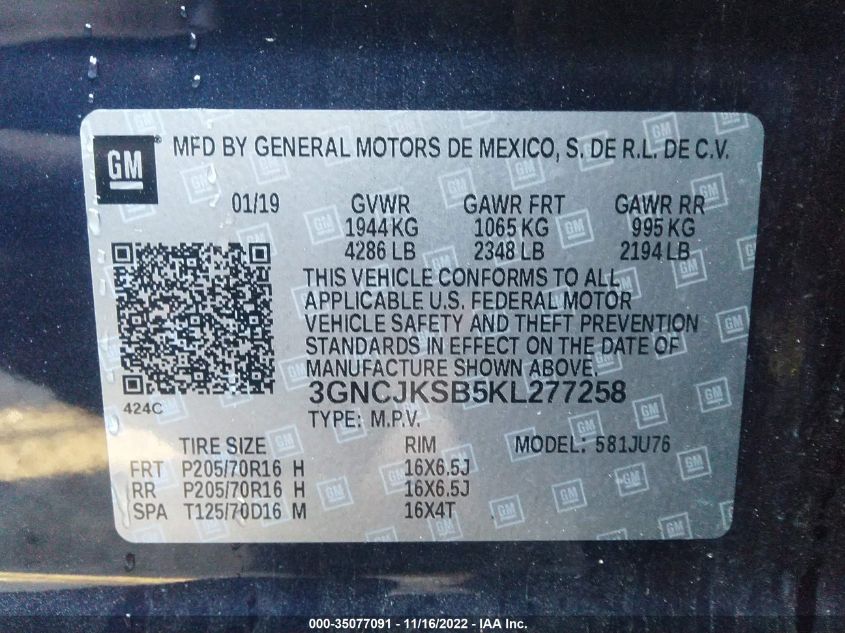 GM
MFD BY GENERAL MOTORS DE MEXICO, S. DE R.L. DE C.V.
01/19 GVWR GAWR FRT GAWR RR
1944 KG 1065 KG 995 KG
4286 LB 2348 LB 2194 LB
THIS VEHICLE CONFORMS TO ALL
APPLICABLE U.S. FEDERAL MOTOR
VEHICLE SAFETY AND THEFT PREVENTION
STANDARDS IN EFFECT ON THE DATE OF
MANUFACTURE SHOWN ABOVE.
3GNCJKSB5KL277258
424C
TYPE: M.P.V.
TIRE SIZE RIM MODEL: 581JU76
FRT P205/70R16 H 16X6.5J
RR P205/70R16 H 16X6.5J
SPA T125/70D16 M 16X4T
000-35077091 - 11/16/2022 - IAA Inc.